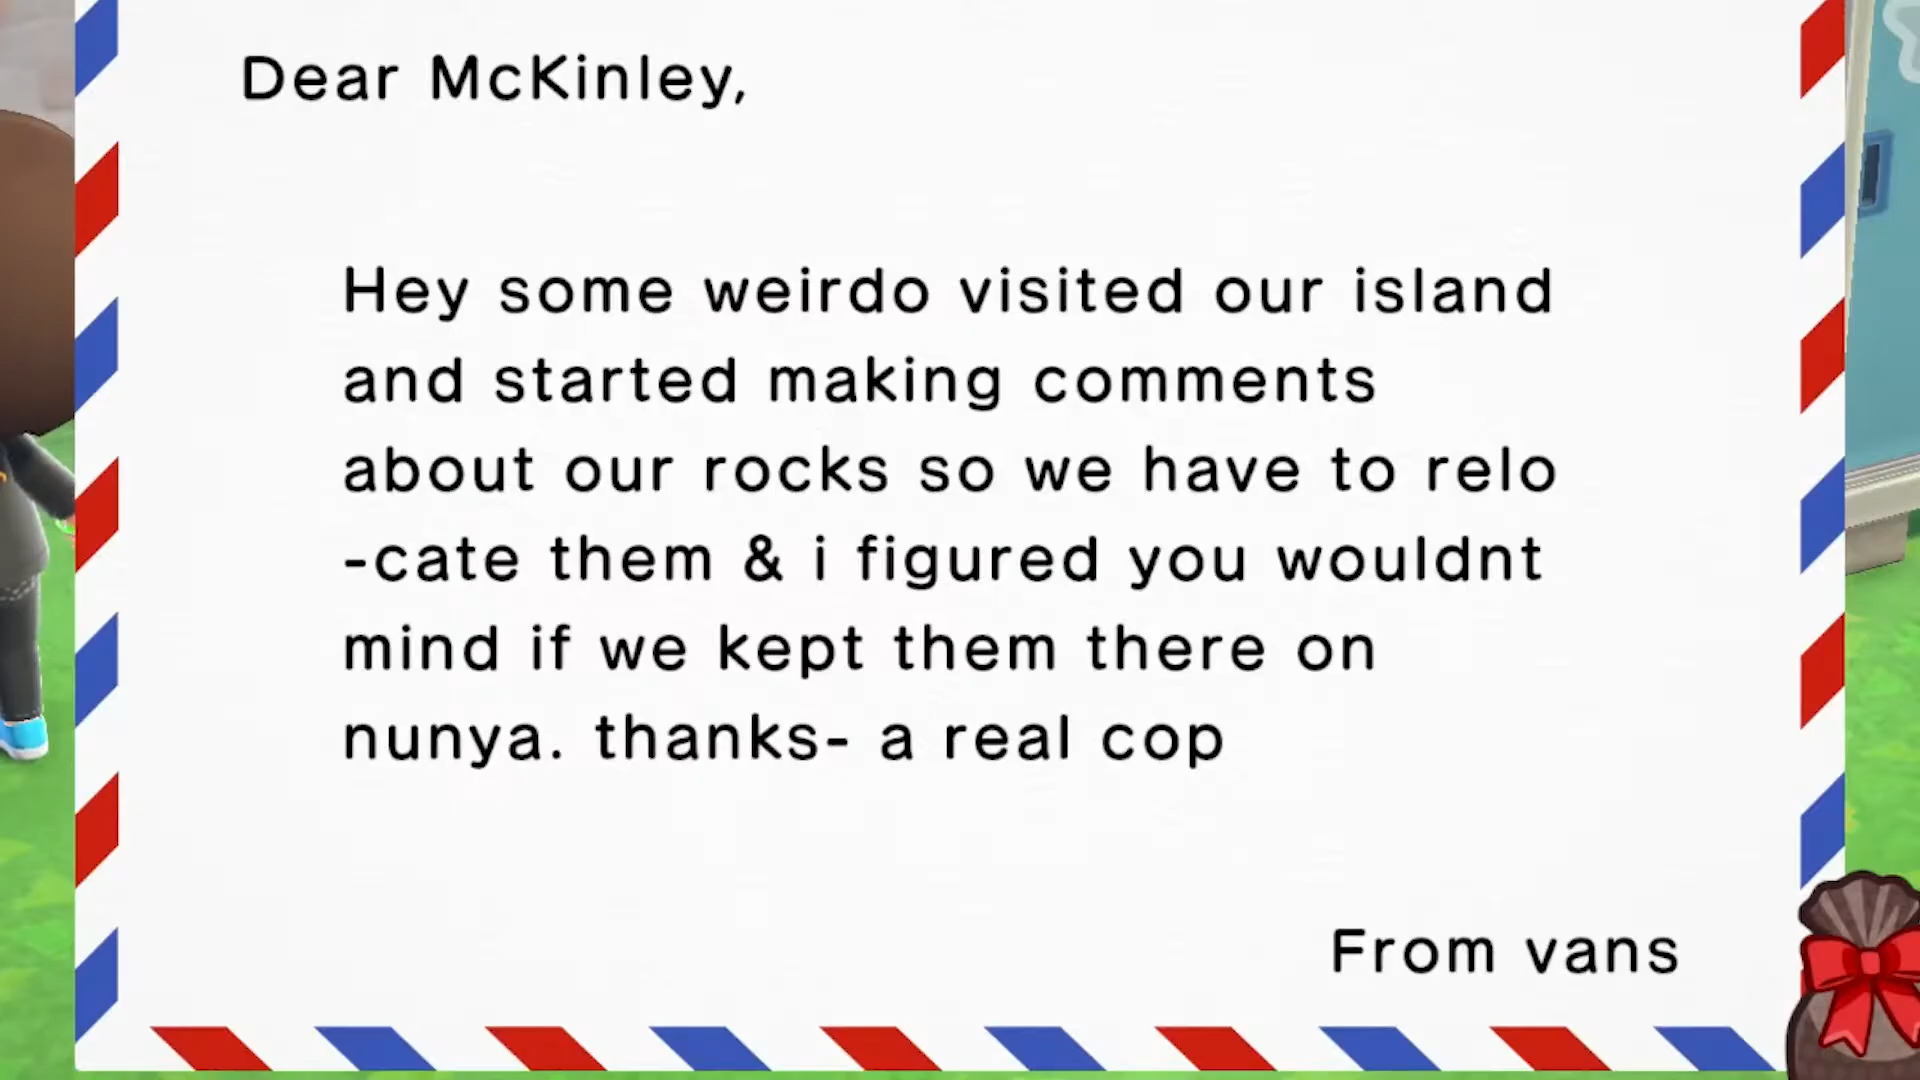 Dear McKinley,
Hey some weirdo visited our island
and started making comments
about our rocks so we have to relo
-cate them & i figured you wouldnt
mind if we kept them there on
nunya. thanks- a real cop
From vans